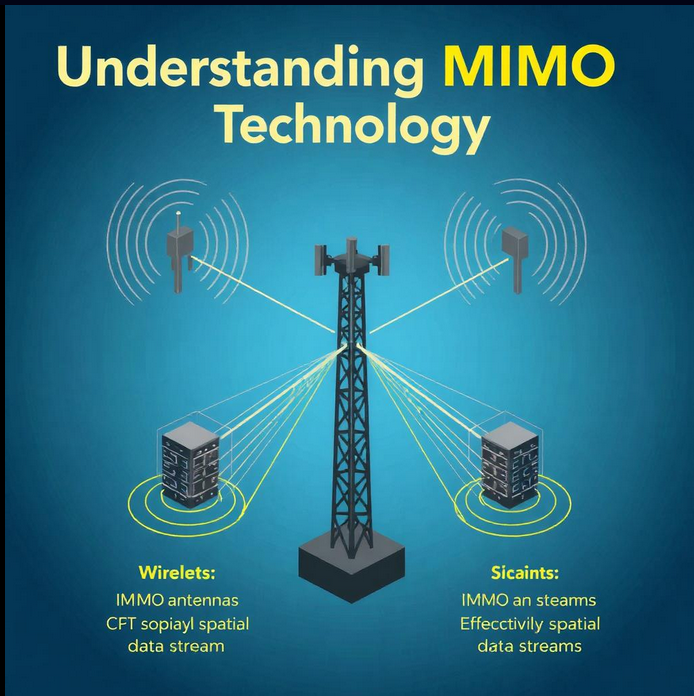 Understanding MIMO
Technology
Wirelets:
IMMO antennas
CFT sopiayl spatial
data stream
Sicaints:
IMMO an steams
Effecctivily spatial
data streams